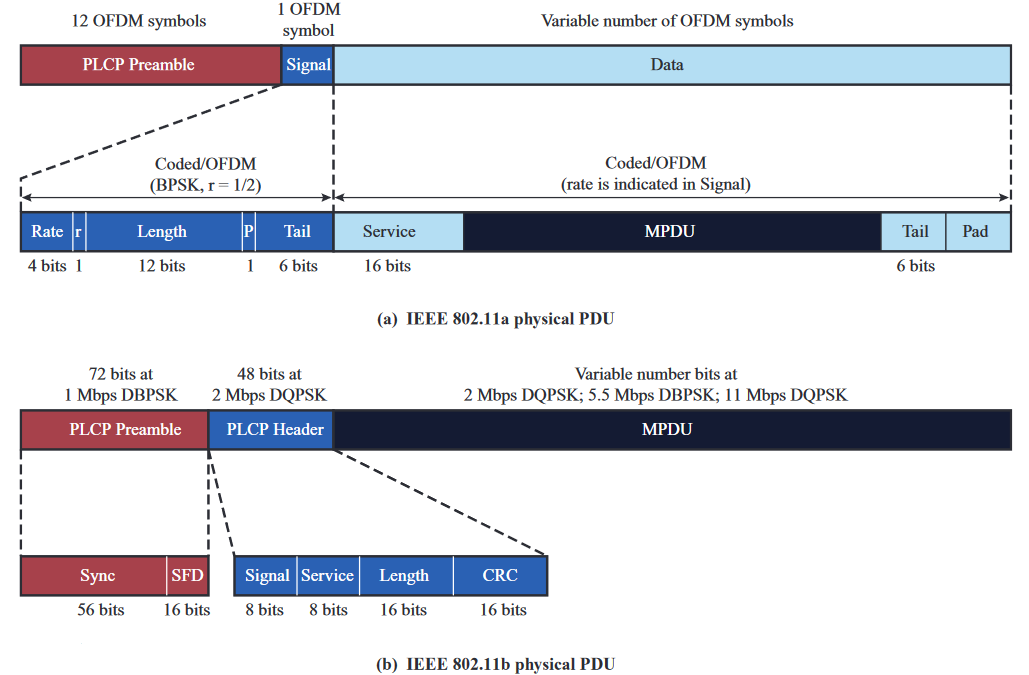 12 OFDM symbols
1 OFDM
symbol
Variable number of OFDM symbols
PLCP Preamble
Signal
Data
Coded/OFDM
(BPSK, r = 1/2)
Coded/OFDM
(rate is indicated in Signal)
Rate
r
Length
P
Tail
Service
MPDU
Tail
Pad
4 bits
1
12 bits
1
6 bits
16 bits
6 bits
(a) IEEE 802.11a physical PDU
72 bits at
1 Mbps DBPSK
48 bits at
2 Mbps DQPSK
Variable number bits at
2 Mbps DQPSK; 5.5 Mbps DBPSK; 11 Mbps DQPSK
PLCP Preamble
PLCP Header
MPDU
Sync
SFD
Signal
Service
Length
CRC
56 bits
16 bits
8 bits
8 bits
16 bits
16 bits
(b) IEEE 802.11b physical PDU